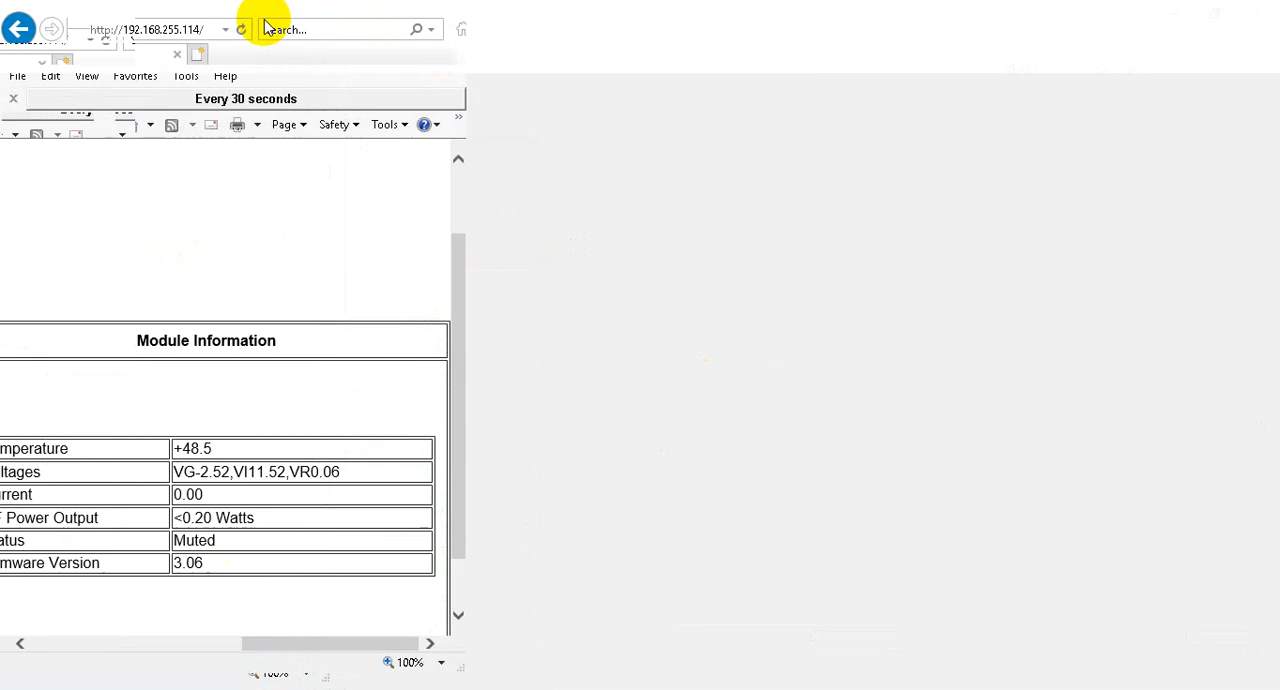 http://192.168.255.114/
Search...
File Edit View Favorites Tools Help
Every 30 seconds
Page Safety Tools
Module Information
mperature +48.5
ltages VG-2.52,VI11.52,VR0.06
urrent 0.00
F Power Output <0.20 Watts
atus Muted
mware Version 3.06
100%
100%